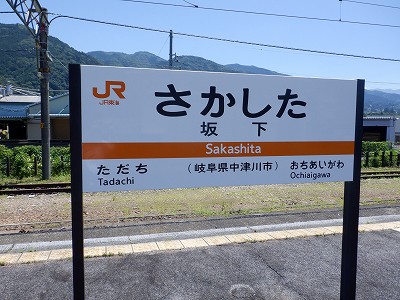 JR
JR東海
さかした
坂下
Sakashita
ただち
Tadachi
（岐阜県中津川市）
おちあいがわ
Ochiaigawa